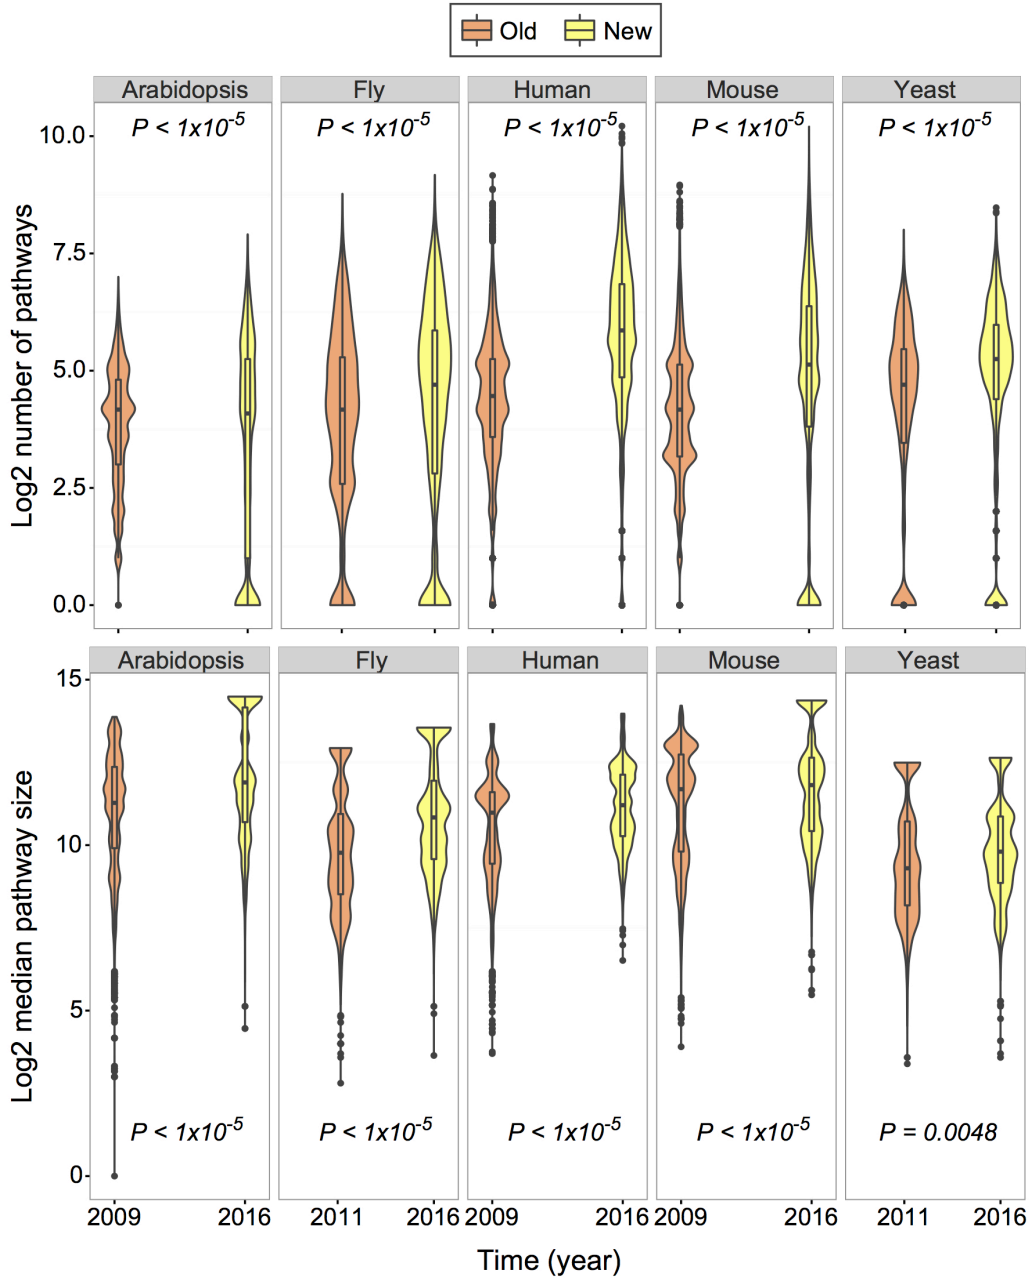 Old New
Arabidopsis Fly Human Mouse Yeast
P < 1x10⁻⁵ P < 1x10⁻⁵ P < 1x10⁻⁵ P < 1x10⁻⁵ P < 1x10⁻⁵
Log2 number of pathways
10.0
7.5
5.0
2.5
0.0
Arabidopsis Fly Human Mouse Yeast
Log2 median pathway size
15
10
5
0
P < 1x10⁻⁵ P < 1x10⁻⁵ P < 1x10⁻⁵ P < 1x10⁻⁵ P = 0.0048
2009 2016 2011 2016 2009 2016 2009 2016 2011 2016
Time (year)